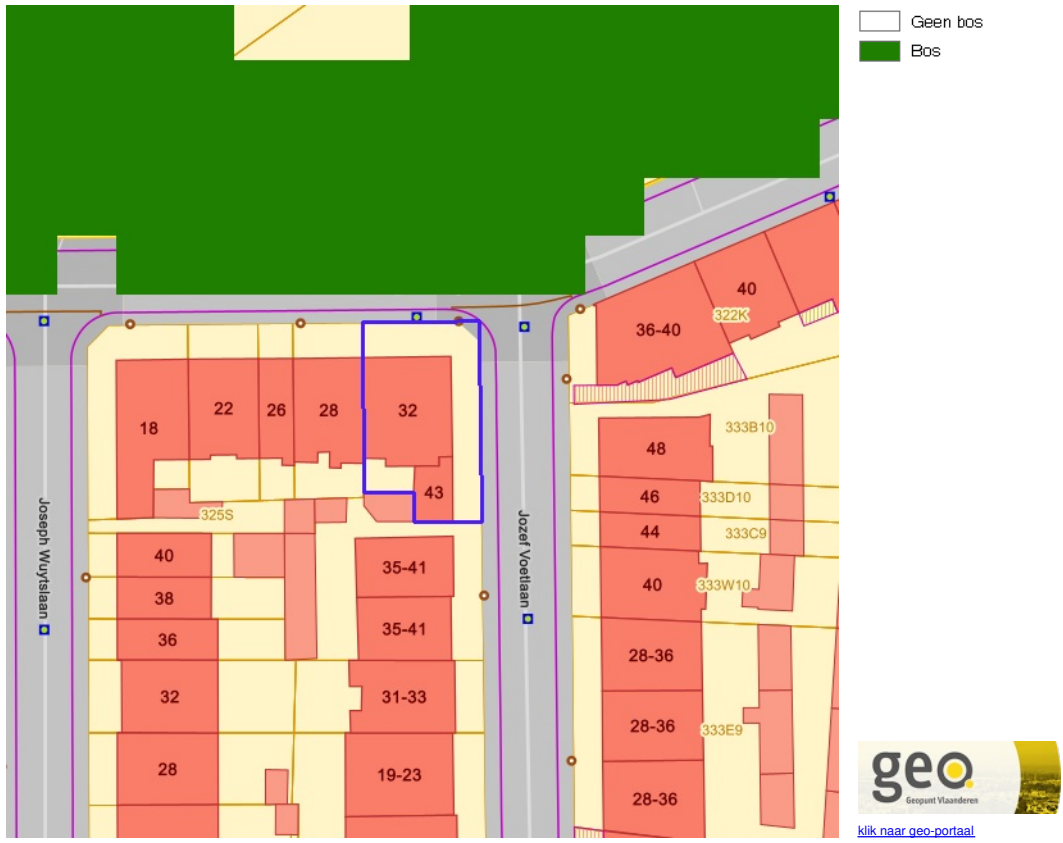 Geen bos
Bos
40
322K
36-40
32
22
26
28
18
333B10
48
43
46
333D10
325S
44
333C9
Joseph Wuytslaan
Jozef Voetlaan
40
35-41
40
333W10
38
35-41
36
28-36
32
31-33
28-36
333E9
28
19-23
28-36
geo
Geopunt Vlaanderen
klik naar geo-portaal